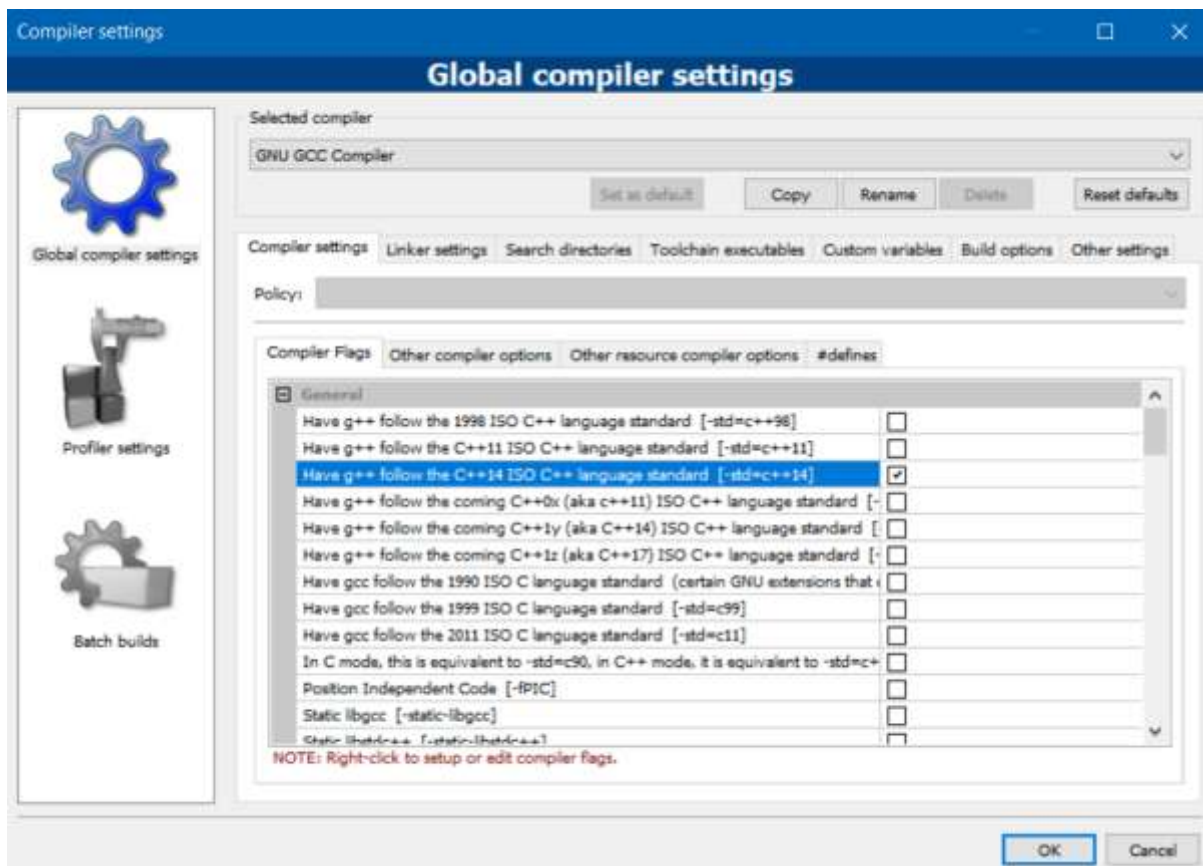 Compiler settings
Global compiler settings
Global compiler settings
Profiler settings
Batch builds
Selected compiler
GNU GCC Compiler
Set as default Copy Rename Delete Reset defaults
Compiler settings Linker settings Search directories Toolchain executables Custom variables Build options Other settings
Policy:
Compiler Flags Other compiler options Other resource compiler options #defines
General
Have g++ follow the 1998 ISO C++ language standard [-std=c++98]
Have g++ follow the C++11 ISO C++ language standard [-std=c++11]
Have g++ follow the C++14 ISO C++ language standard [-std=c++14]
Have g++ follow the coming C++0x (aka c++11) ISO C++ language standard [-
Have g++ follow the coming C++1y (aka C++14) ISO C++ language standard [
Have g++ follow the coming C++1z (aka C++17) ISO C++ language standard [-
Have gcc follow the 1990 ISO C language standard (certain GNU extensions that
Have gcc follow the 1999 ISO C language standard [-std=c99]
Have gcc follow the 2011 ISO C language standard [-std=c11]
In C mode, this is equivalent to -std=c90, in C++ mode, it is equivalent to -std=c+
Position Independent Code [-fPIC]
Static libgcc [-static-libgcc]
Static libstdc++ [-static-libstdc++]
NOTE: Right-click to setup or edit compiler flags.
OK Cancel